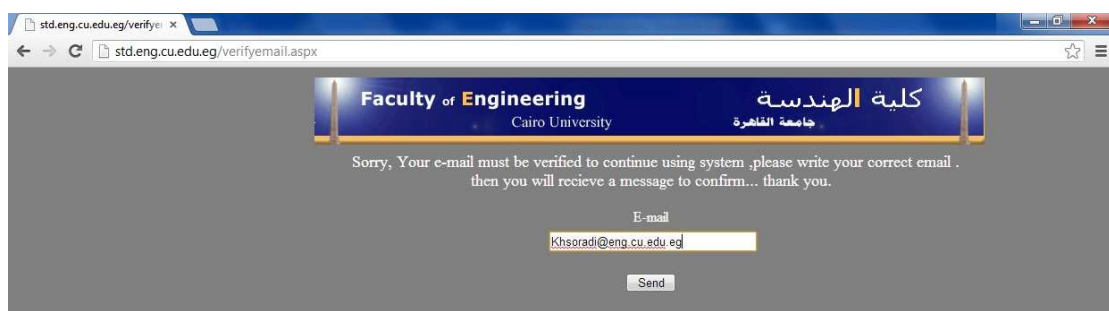 std.eng.cu.edu.eg/verifye
std.eng.cu.edu.eg/verifyemail.aspx
Faculty of Engineering
Cairo University
كلية الهندسة
جامعة القاهرة
Sorry, Your e-mail must be verified to continue using system ,please write your correct email .
then you will recieve a message to confirm... thank you.
E-mail
Khsoradi@eng.cu.edu.eg
Send